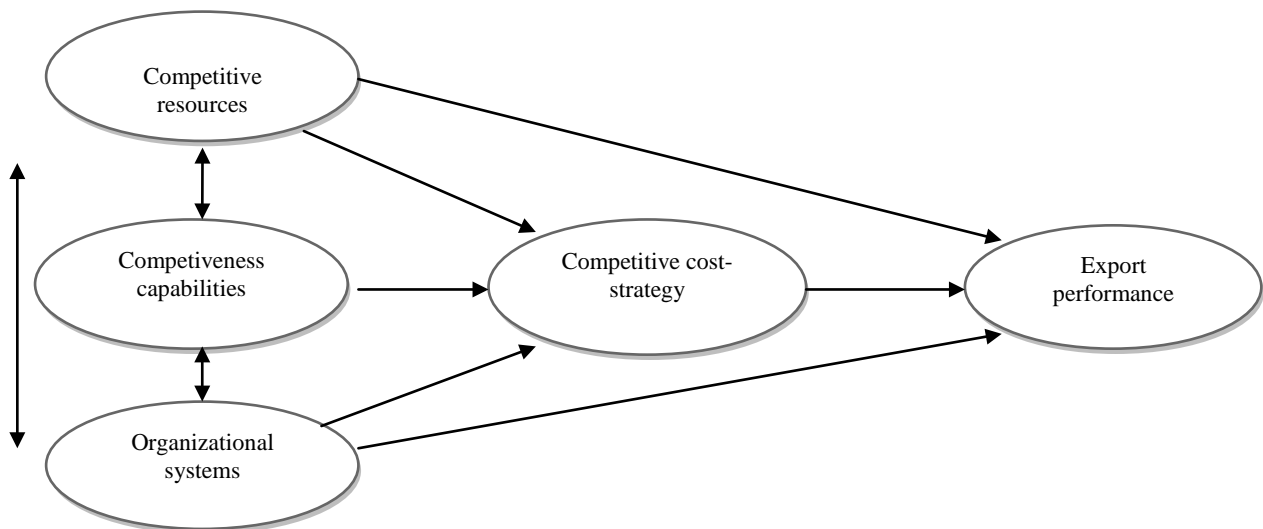 Competitive
resources
Competiveness
capabilities
Competitive cost-
strategy
Export
performance
Organizational
systems